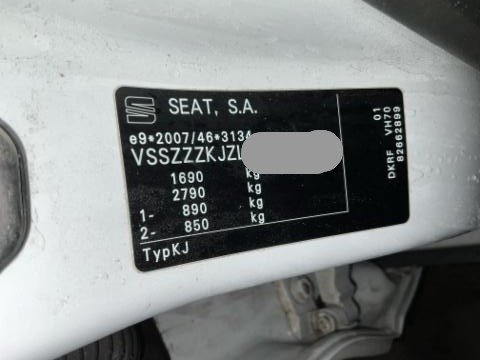 SEAT, S.A.
e9*2007/46*3134
VSSZZZKJZ
1690 kg
2790 kg
1- 890 kg
2- 850 kg
TypKJ
01
DKRF VH70
82662899